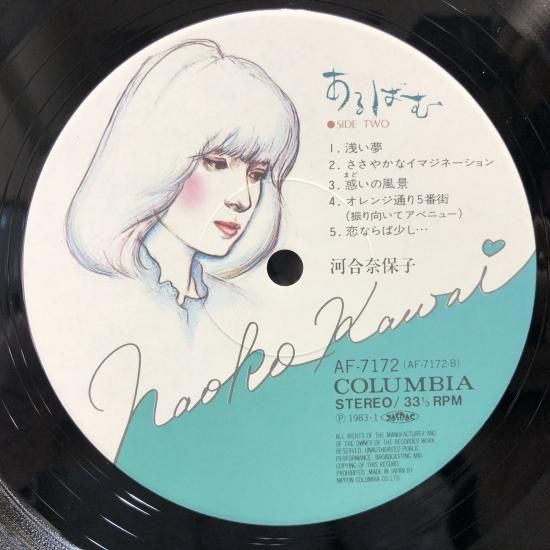 あるばむ
●SIDE TWO
1. 浅い夢
2. ささやかなイマジネーション
まど
3. 惑いの風景
4. オレンジ通り5番街
(振り向いてアベニュー)
5. 恋ならば少し…
河合奈保子
Naoko Kawai
AF-7172 (AF-7172-B)
COLUMBIA
STEREO/33⅓ RPM
Ⓟ 1983・1
ALL RIGHTS OF THE MANUFACTURER AND
OF THE OWNER OF THE RECORDED WORK
RESERVED. UNAUTHORIZED PUBLIC
PERFORMANCE, BROADCASTING AND
COPYING OF THIS RECORD
PROHIBITED. MADE IN JAPAN BY
NIPPON COLUMBIA CO.LTD.